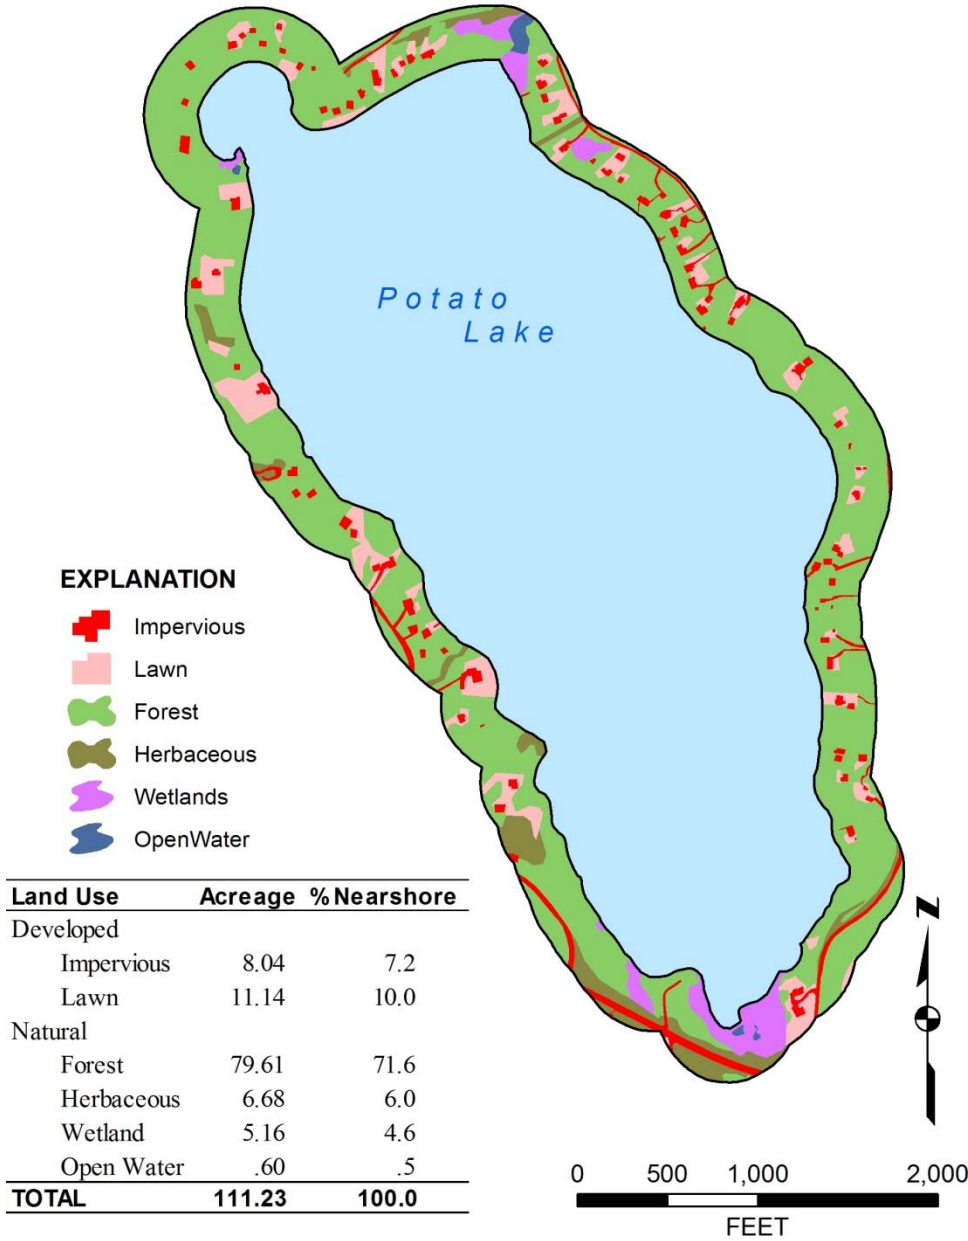 Potato
Lake
EXPLANATION
Impervious
Lawn
Forest
Herbaceous
Wetlands
OpenWater
Land Use Acreage % Nearshore
Developed
Impervious 8.04 7.2
Lawn 11.14 10.0
Natural
Forest 79.61 71.6
Herbaceous 6.68 6.0
Wetland 5.16 4.6
Open Water .60 .5
TOTAL 111.23 100.0
N
0 500 1,000 2,000
FEET